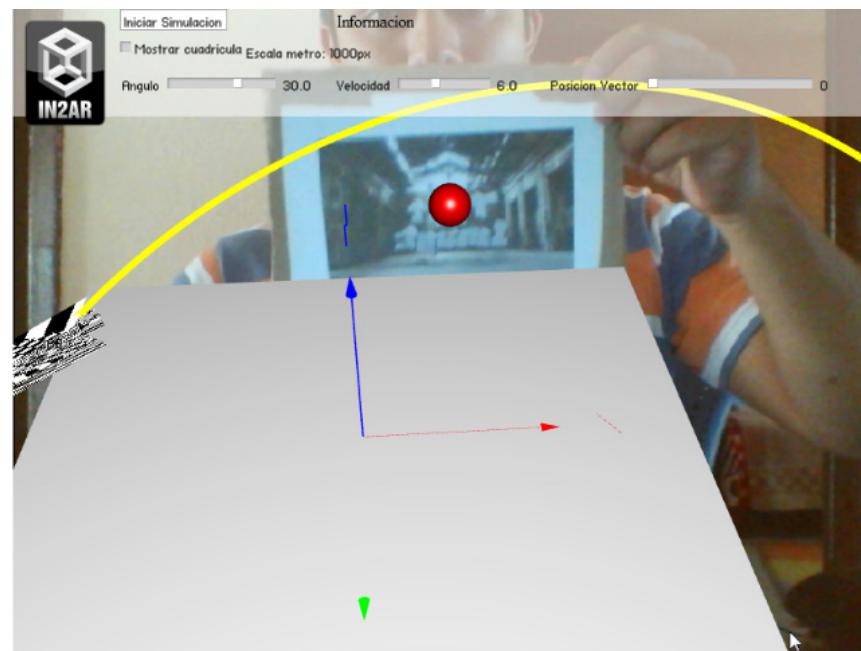 Iniciar Simulacion
Informacion
Mostrar cuadricula Escala metro: 1000px
IN2AR
Angulo 30.0 Velocidad 6.0 Posicion Vector 0